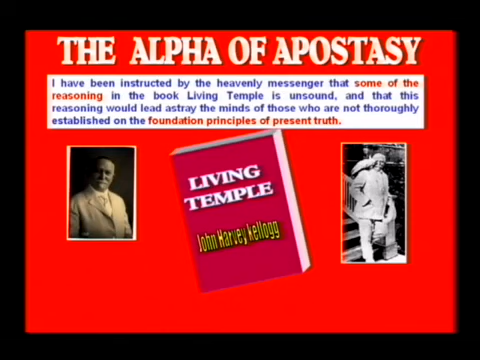 THE ALPHA OF APOSTASY
I have been instructed by the heavenly messenger that some of the
reasoning in the book Living Temple is unsound, and that this
reasoning would lead astray the minds of those who are not thoroughly
established on the foundation principles of present truth.
LIVING
TEMPLE
John Harvey kellogg